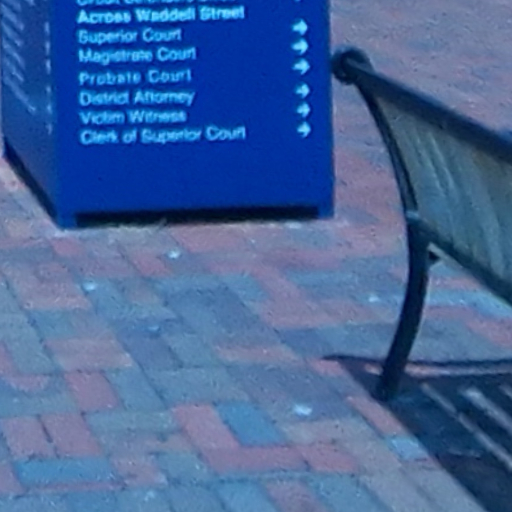 Across Waddell Street
Superior Court
Magistrate Court
Probate Court
District Attorney
Victim Witness
Clerk of Superior Court